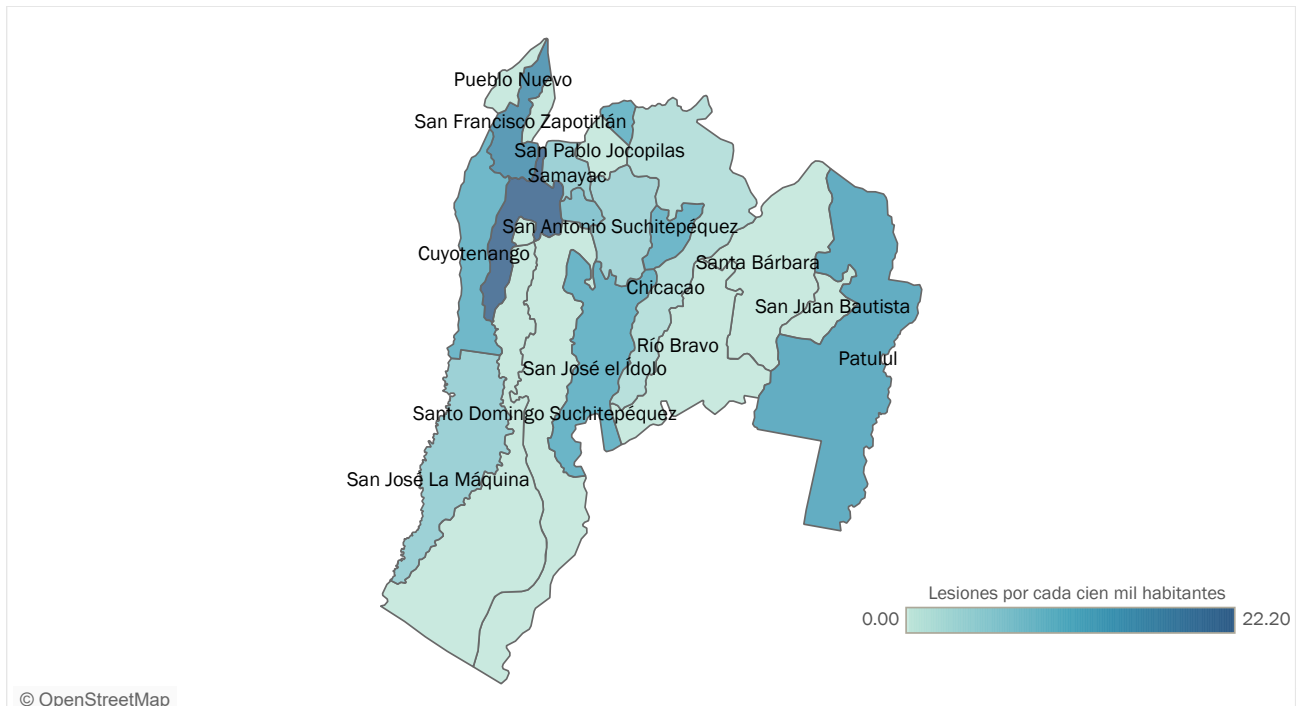 Pueblo Nuevo
San Francisco Zapotitlán
San Pablo Jocopilas
Samayac
San Antonio Suchitepéquez
Cuyotenango
Santa Bárbara
Chicacao
San Juan Bautista
Río Bravo
Patulul
San José el Ídolo
Santo Domingo Suchitepéquez
San José La Máquina
Lesiones por cada cien mil habitantes
0.00
22.20
© OpenStreetMap